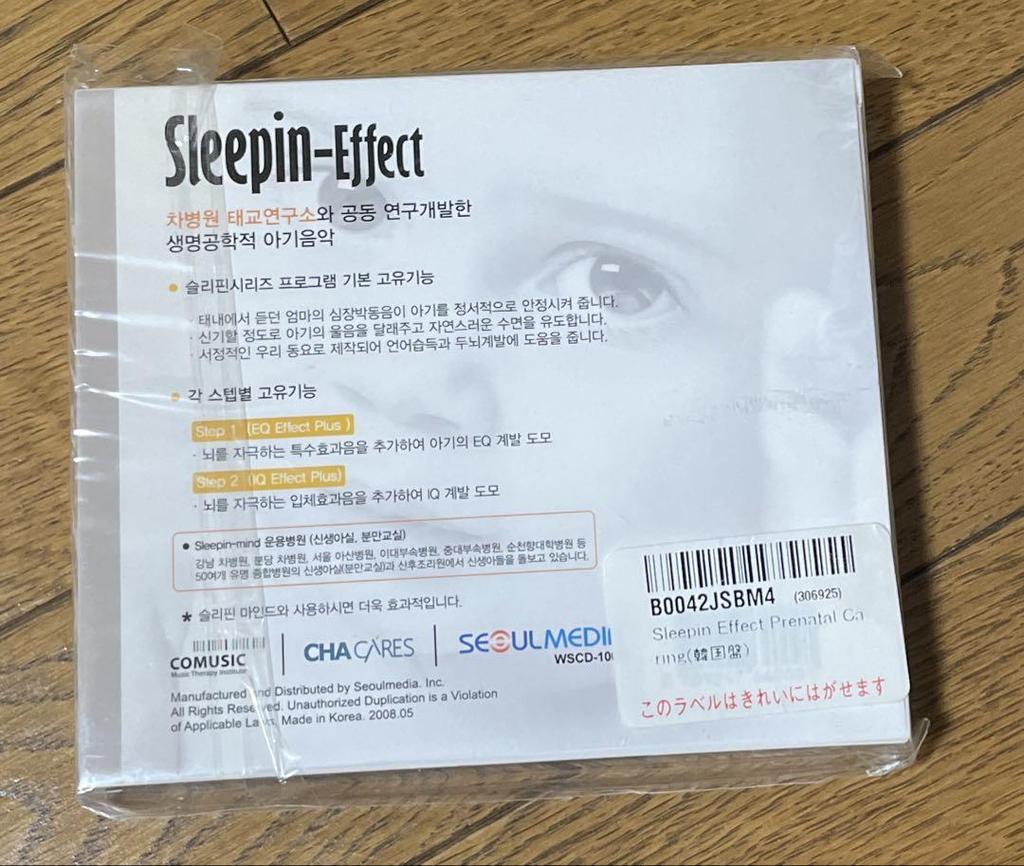 Sleepin-Effect
차병원 태교연구소와 공동 연구개발한
생명공학적 아기음악
● 슬리핀시리즈 프로그램 기본 고유기능
· 태내에서 듣던 엄마의 심장박동음이 아기를 정서적으로 안정시켜 줍니다.
· 신기할 정도로 아기의 울음을 달래주고 자연스러운 수면을 유도합니다.
· 서정적인 우리 동요로 제작되어 언어습득과 두뇌계발에 도움을 줍니다.
● 각 스텝별 고유기능
Step 1 (EQ Effect Plus )
· 뇌를 자극하는 특수효과음을 추가하여 아기의 EQ 계발 도모
Step 2 (IQ Effect Plus)
· 뇌를 자극하는 입체효과음을 추가하여 IQ 계발 도모
● Sleepin-mind 운용병원 (신생아실, 분만교실)
강남 차병원, 분당 차병원, 서울 아산병원, 이대부속병원, 중대부속병원, 순천향대학병원 등
50여개 유명 종합병원의 신생아실(분만교실)과 산후조리원에서 신생아들을 돌보고 있습니다.
* 슬리핀 마인드와 사용하시면 더욱 효과적입니다.
COMUSIC
Music Therapy Institute
CHA CARES
SEOULMEDI
WSCD-10
Manufactured and Distributed by Seoulmedia. Inc.
All Rights Reserved. Unauthorized Duplication is a Violation
of Applicable Laws. Made in Korea. 2008.05
B0042JSBM4 (306925)
Sleepin Effect Prenatal Ca
ring(韓国盤)
このラベルはきれいにはがせます